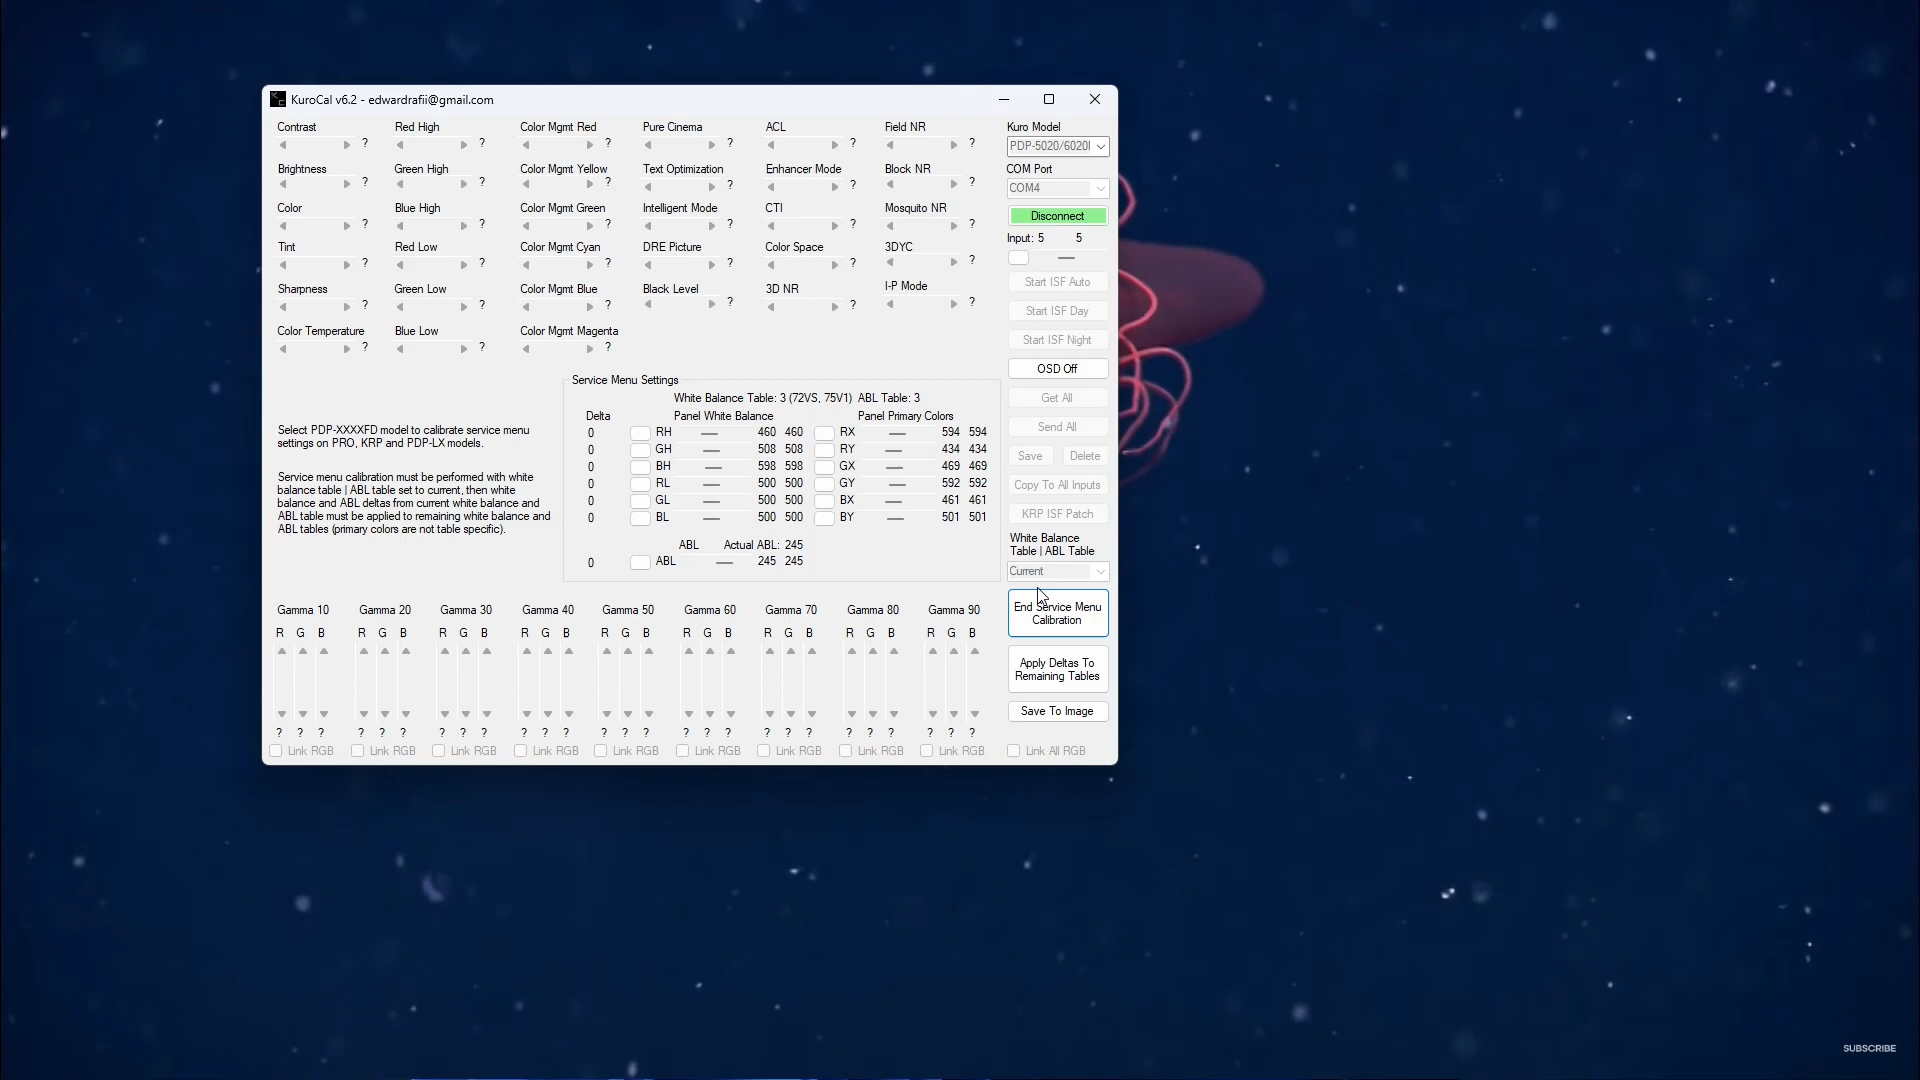 KuroCal v6.2 - edwardrafii@gmail.com
Contrast Red High Color Mgmt Red Pure Cinema ACL Field NR Kuro Model
? ? ? ? ? ? PDP-5020/6020
Brightness Green High Color Mgmt Yellow Text Optimization Enhancer Mode Block NR COM Port
? ? ? ? ? ? COM4
Color Blue High Color Mgmt Green Intelligent Mode CTI Mosquito NR Disconnect
? ? ? ? ? ?
Input: 5 5
Tint Red Low Color Mgmt Cyan DRE Picture Color Space 3DYC
? ? ? ? ? ?
Start ISF Auto
Sharpness Green Low Color Mgmt Blue Black Level 3D NR I-P Mode
? ? ? ? ? ?
Start ISF Day
Color Temperature Blue Low Color Mgmt Magenta
? ? ?
Start ISF Night
OSD Off
Get All
Send All
Save Delete
Copy To All Inputs
KRP ISF Patch
White Balance
Table | ABL Table
Current
End Service Menu
Calibration
Apply Deltas To
Remaining Tables
Save To Image
Service Menu Settings
White Balance Table: 3 (72VS, 75V1) ABL Table: 3
Delta Panel White Balance Panel Primary Colors
0 RH 460 460 RX 594 594
0 GH 508 508 RY 434 434
0 BH 598 598 GX 469 469
0 RL 500 500 GY 592 592
0 GL 500 500 BX 461 461
0 BL 500 500 BY 501 501
ABL Actual ABL: 245
0 ABL 245 245
Select PDP-XXXXFD model to calibrate service menu
settings on PRO, KRP and PDP-LX models.
Service menu calibration must be performed with white
balance table | ABL table set to current, then white
balance and ABL deltas from current white balance and
ABL table must be applied to remaining white balance and
ABL tables (primary colors are not table specific).
Gamma 10 Gamma 20 Gamma 30 Gamma 40 Gamma 50 Gamma 60 Gamma 70 Gamma 80 Gamma 90
R G B R G B R G B R G B R G B R G B R G B R G B R G B
? ? ? ? ? ? ? ? ? ? ? ? ? ? ? ? ? ? ? ? ? ? ? ? ? ? ?
Link RGB Link RGB Link RGB Link RGB Link RGB Link RGB Link RGB Link RGB Link RGB Link All RGB
SUBSCRIBE